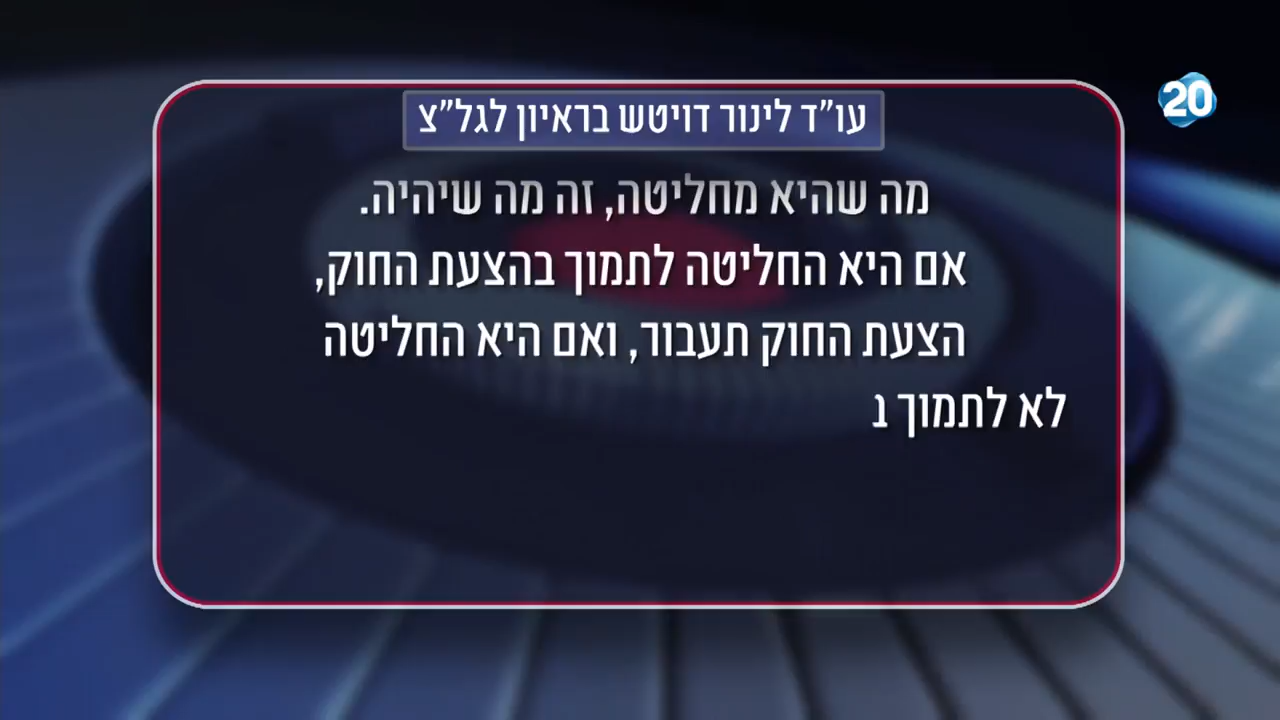 20
עו"ד לינור דויטש בראיון לגל"צ
מה שהיא מחליטה, זה מה שיהיה.
אם היא החליטה לתמוך בהצעת החוק,
הצעת החוק תעבור, ואם היא החליטה
לא לתמוך ב